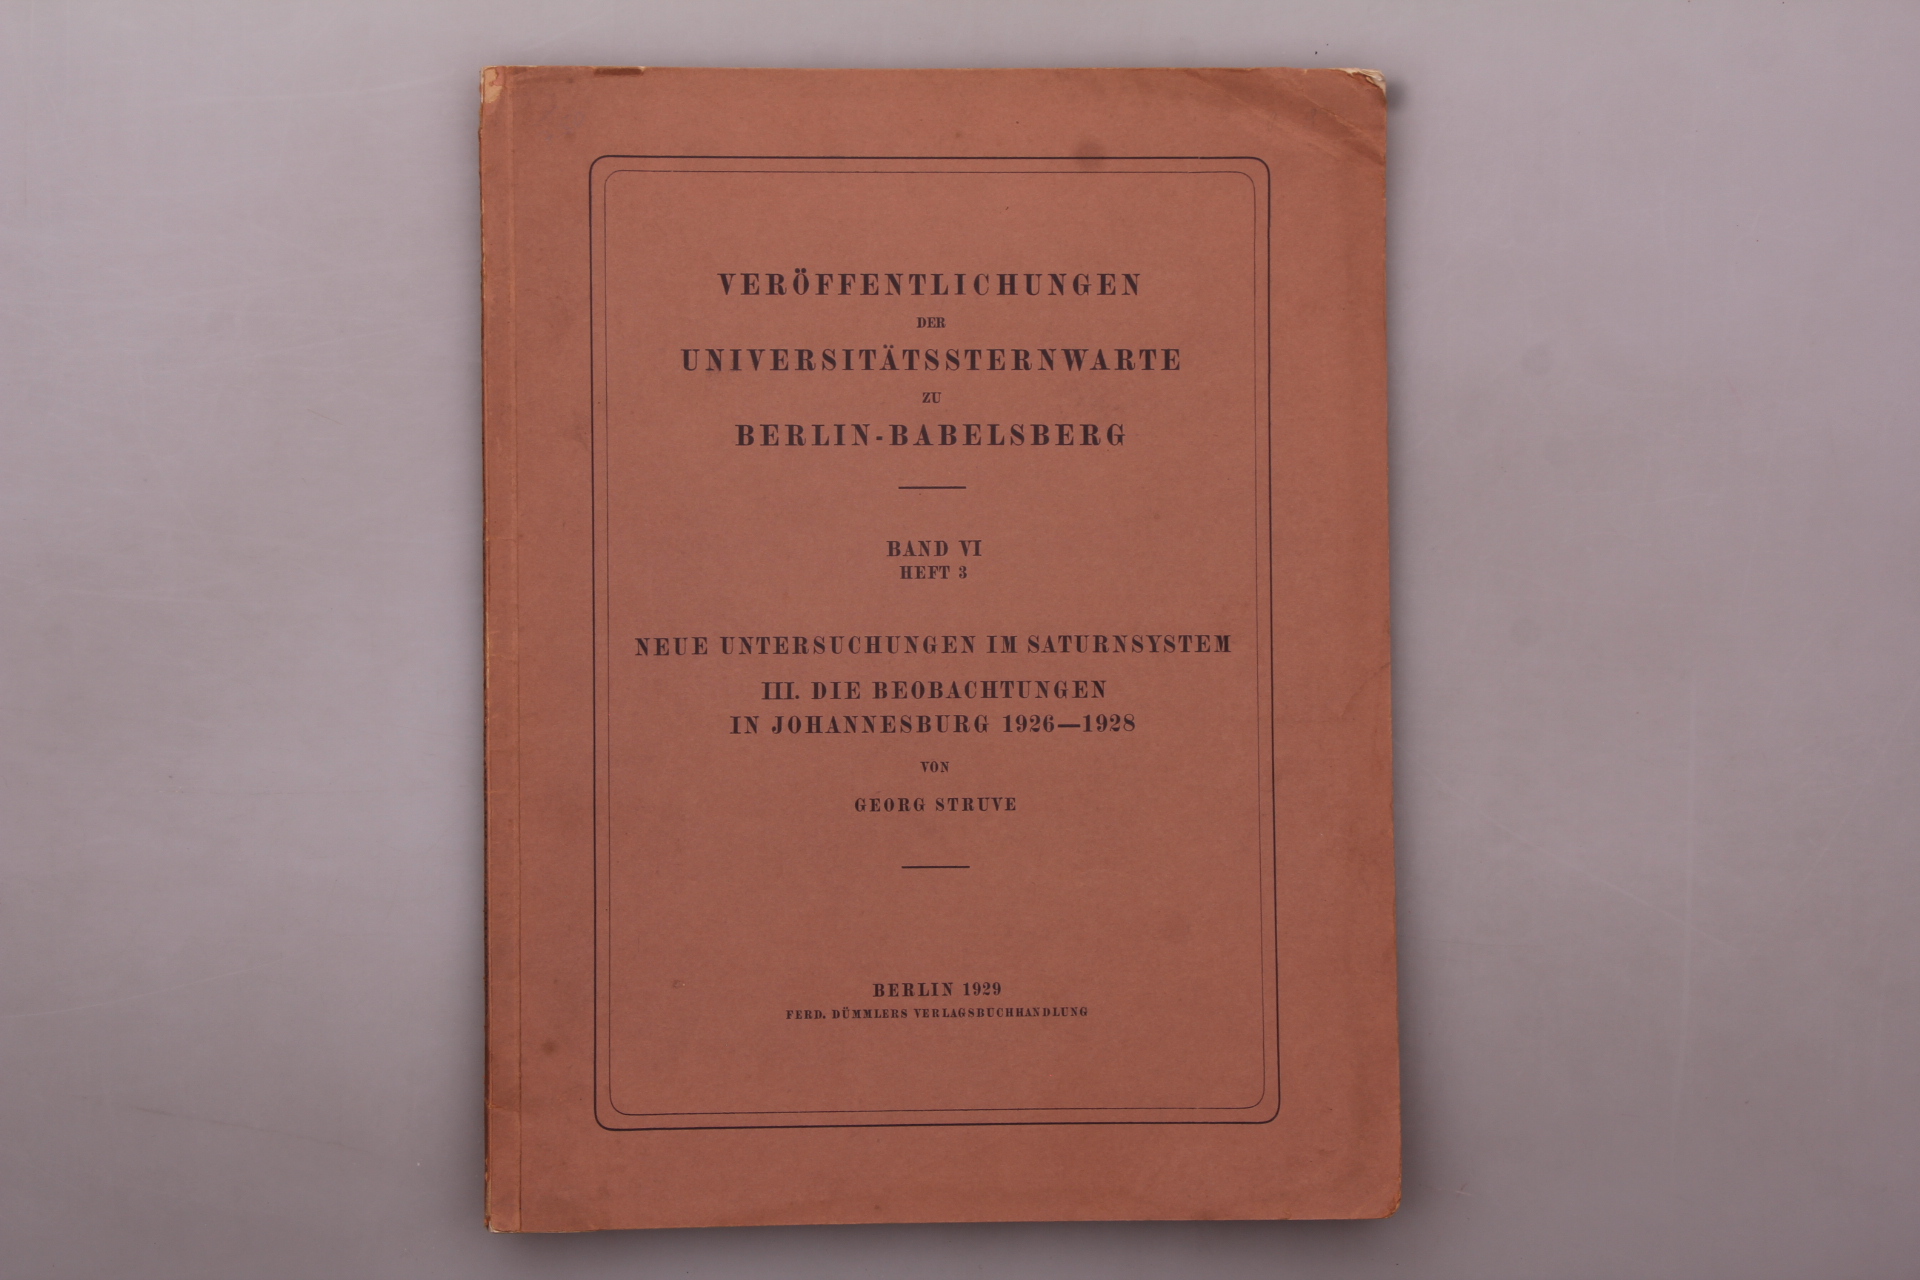 VERÖFFENTLICHUNGEN
DER
UNIVERSITÄTSSTERNWARTE
ZU
BERLIN-BABELSBERG
BAND VI
HEFT 3
NEUE UNTERSUCHUNGEN IM SATURNSYSTEM
III. DIE BEOBACHTUNGEN
IN JOHANNESBURG 1926—1928
VON
GEORG STRUVE
BERLIN 1929
FERD. DÜMMLERS VERLAGSBUCHHANDLUNG